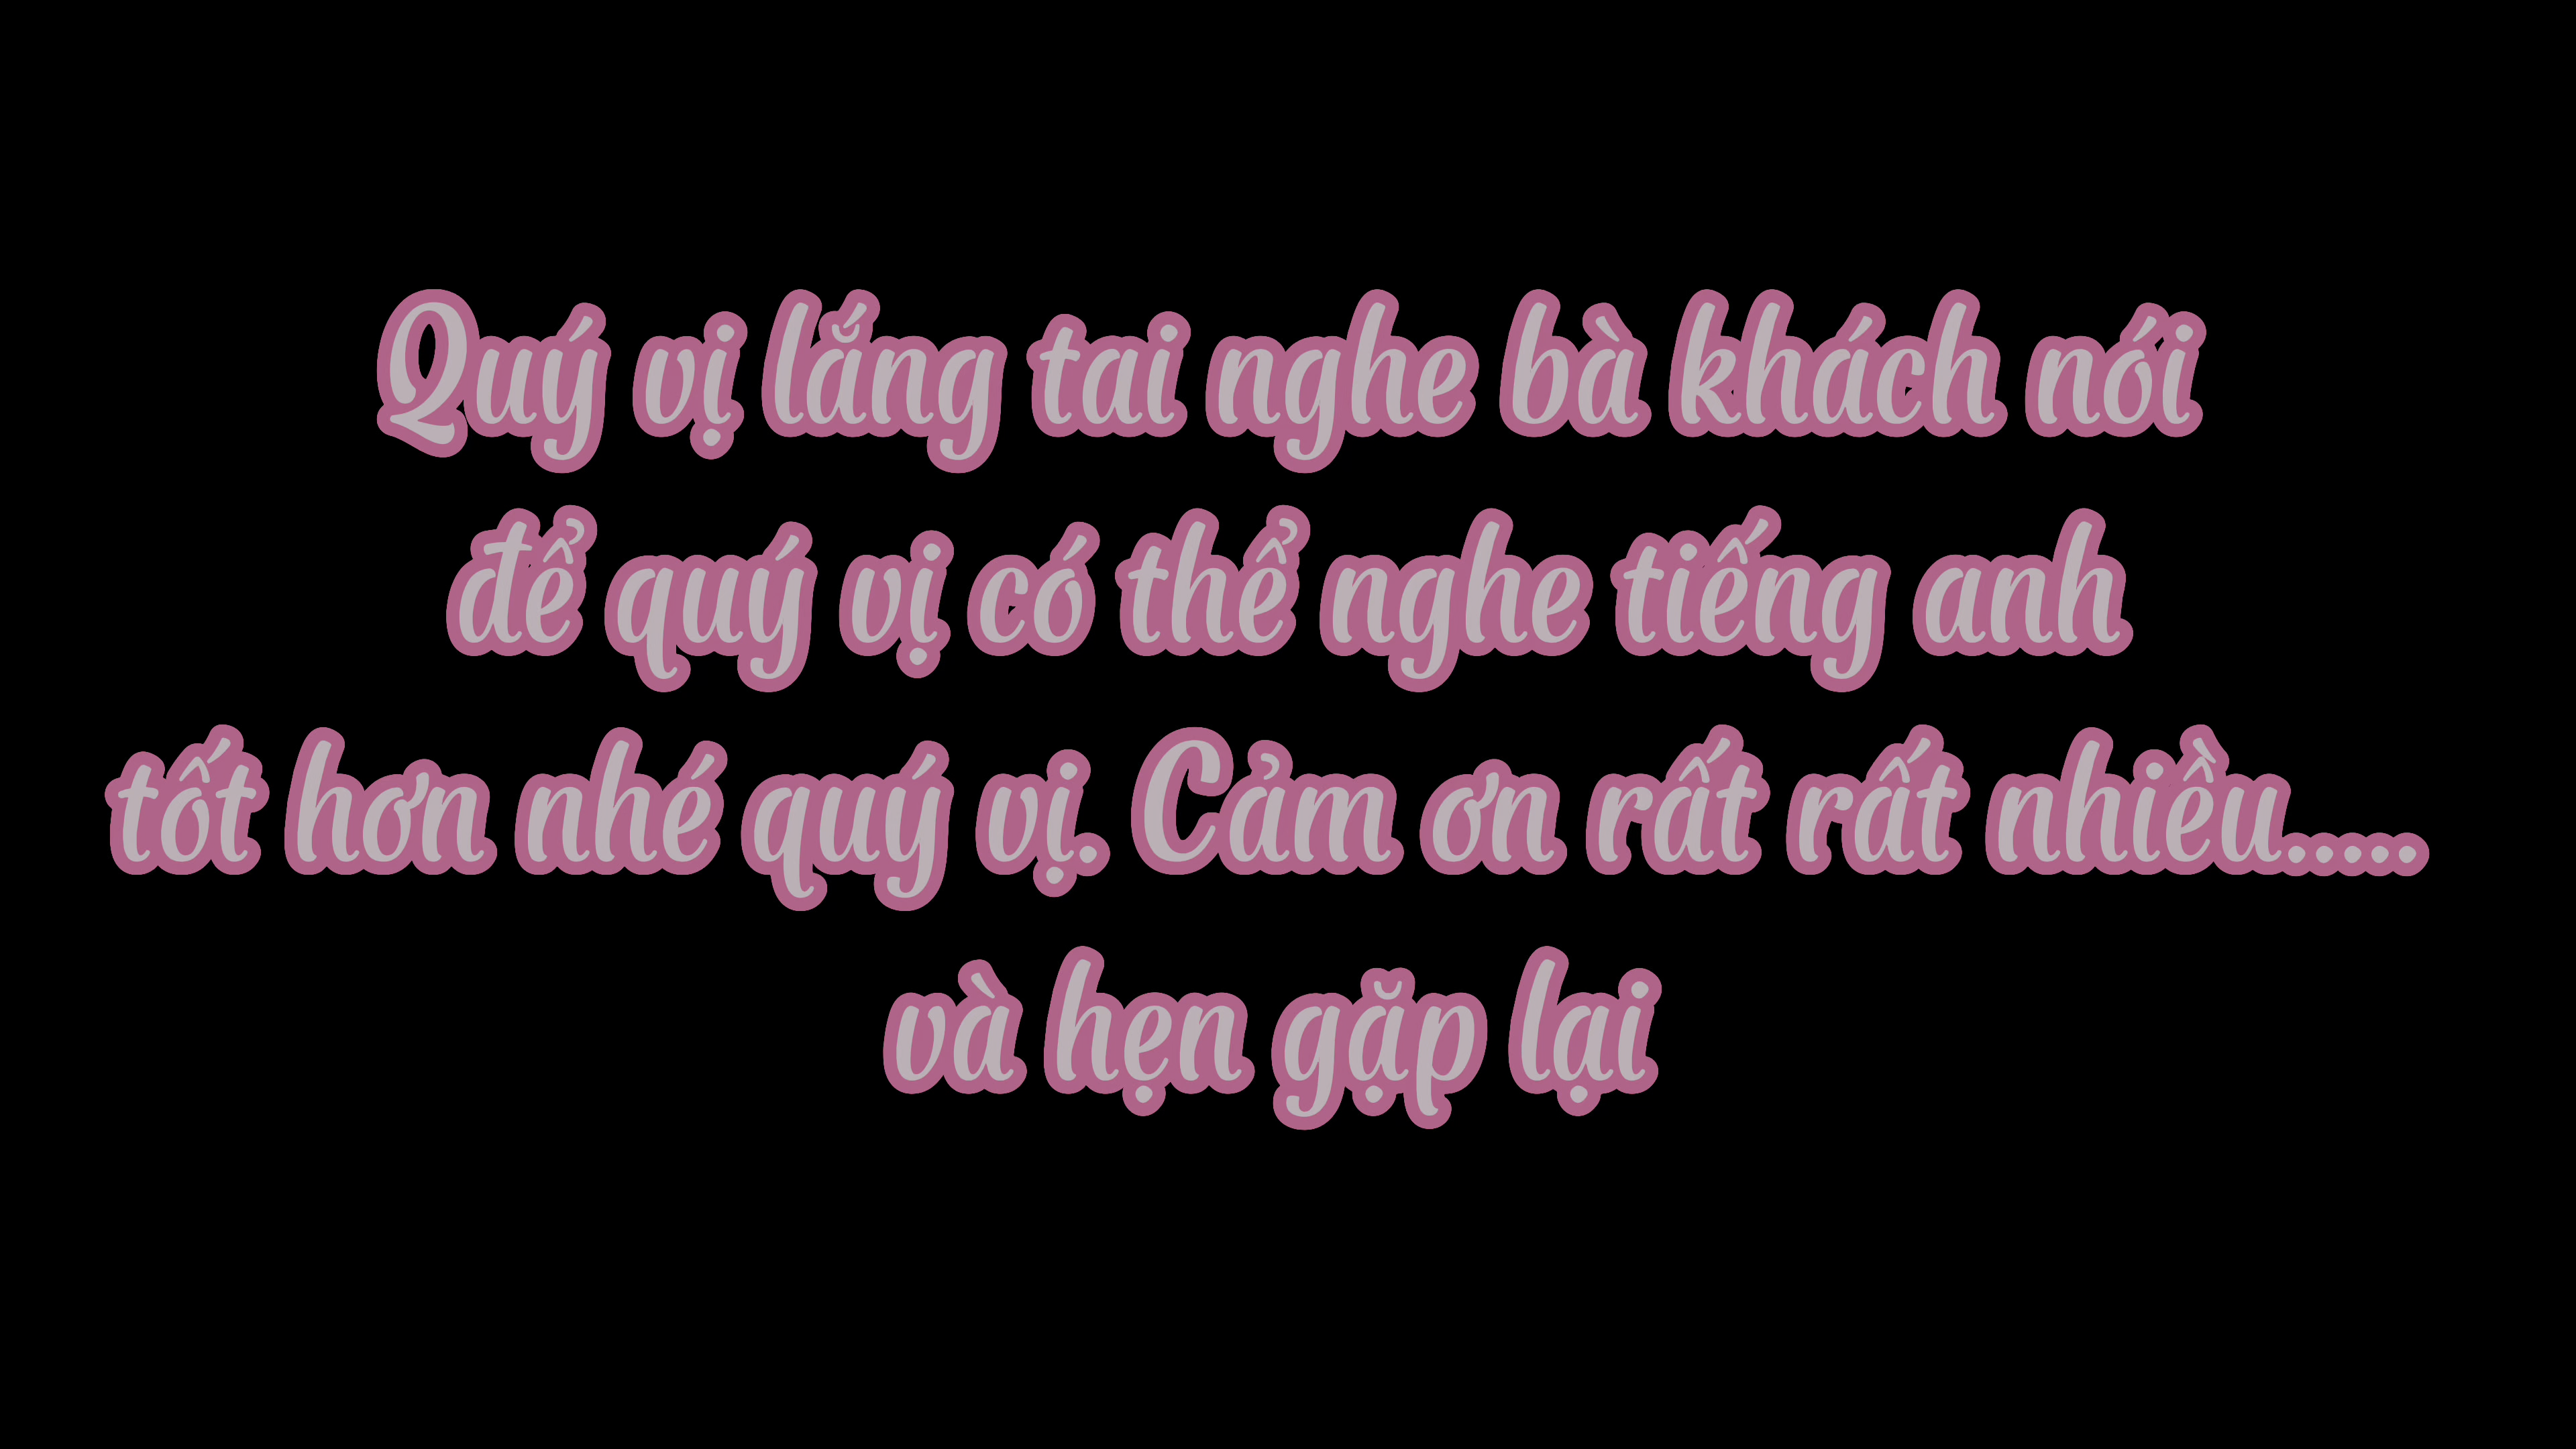 Quý vị lắng tai nghe bà khách nói
để quý vị có thể nghe tiếng anh
tốt hơn nhé quý vị. Cảm ơn rất rất nhiều.....
và hẹn gặp lại